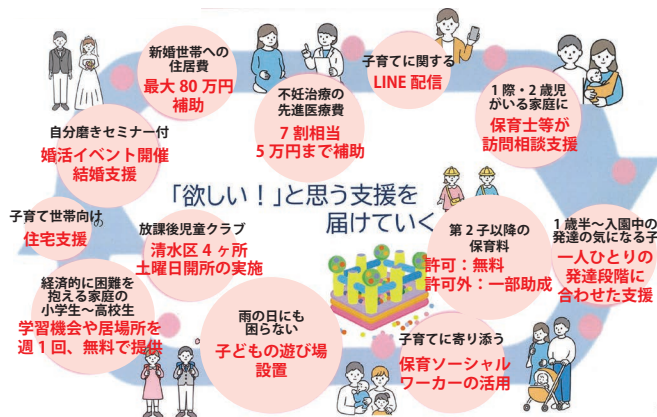 新婚世帯への
住居費
最大 80 万円
補助
不妊治療の
先進医療費
7 割相当
5 万円まで補助
子育てに関する
LINE 配信
1 際・2 歳児
がいる家庭に
保育士等が
訪問相談支援
自分磨きセミナー付
婚活イベント開催
結婚支援
「欲しい！」と思う支援を
届けていく
子育て世帯向けの
住宅支援
放課後児童クラブ
清水区 4 ヶ所
土曜日開所の実施
第 2 子以降の
保育料
許可：無料
許可外：一部助成
1 歳半～入園中の
発達の気になる子
一人ひとりの
発達段階に
合わせた支援
経済的に困難を
抱える家庭の
小学生～高校生
学習機会や居場所を
週 1 回、無料で提供
雨の日にも
困らない
子どもの遊び場
設置
子育てに寄り添う
保育ソーシャル
ワーカーの活用